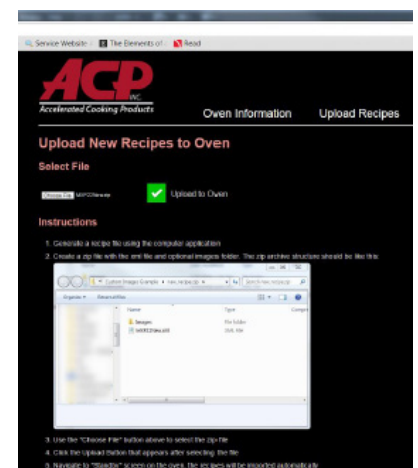 Service Website
The Elements of
Read
ACP
INC
Accelerated Cooking Products
Oven Information
Upload Recipes
Upload New Recipes to Oven
Select File
Choose File
Upload to Oven
Instructions
1. Generate a recipe file using the computer application
2. Create a zip file with the xml file and optional images folder. The zip archive structure should be like this:
Custom Images Example
Organize
Name
Type
Images
File folder
3. Use the "Choose File" button above to select the zip file
4. Click the Upload Button that appears after selecting the file
5. Navigate to "Standby" screen on the oven, the recipes will be imported automatically